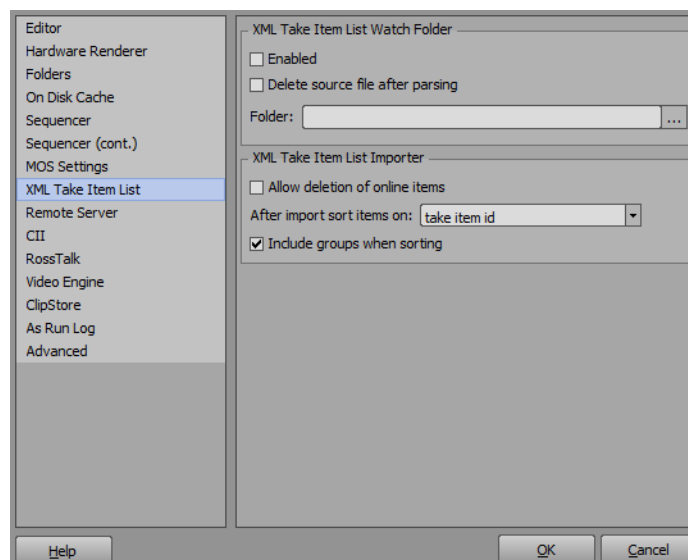 Editor
Hardware Renderer
Folders
On Disk Cache
Sequencer
Sequencer (cont.)
MOS Settings
XML Take Item List
Remote Server
CII
RossTalk
Video Engine
ClipStore
As Run Log
Advanced
XML Take Item List Watch Folder
Enabled
Delete source file after parsing
Folder: ...
XML Take Item List Importer
Allow deletion of online items
After import sort items on: take item id
Include groups when sorting
Help OK Cancel